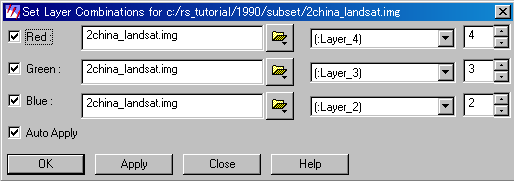 Set Layer Combinations for c:/rs_tutorial/1990/subset/2china_landsat.img
Red : 2china_landsat.img (:Layer_4) 4
Green : 2china_landsat.img (:Layer_3) 3
Blue : 2china_landsat.img (:Layer_2) 2
Auto Apply
OK Apply Close Help